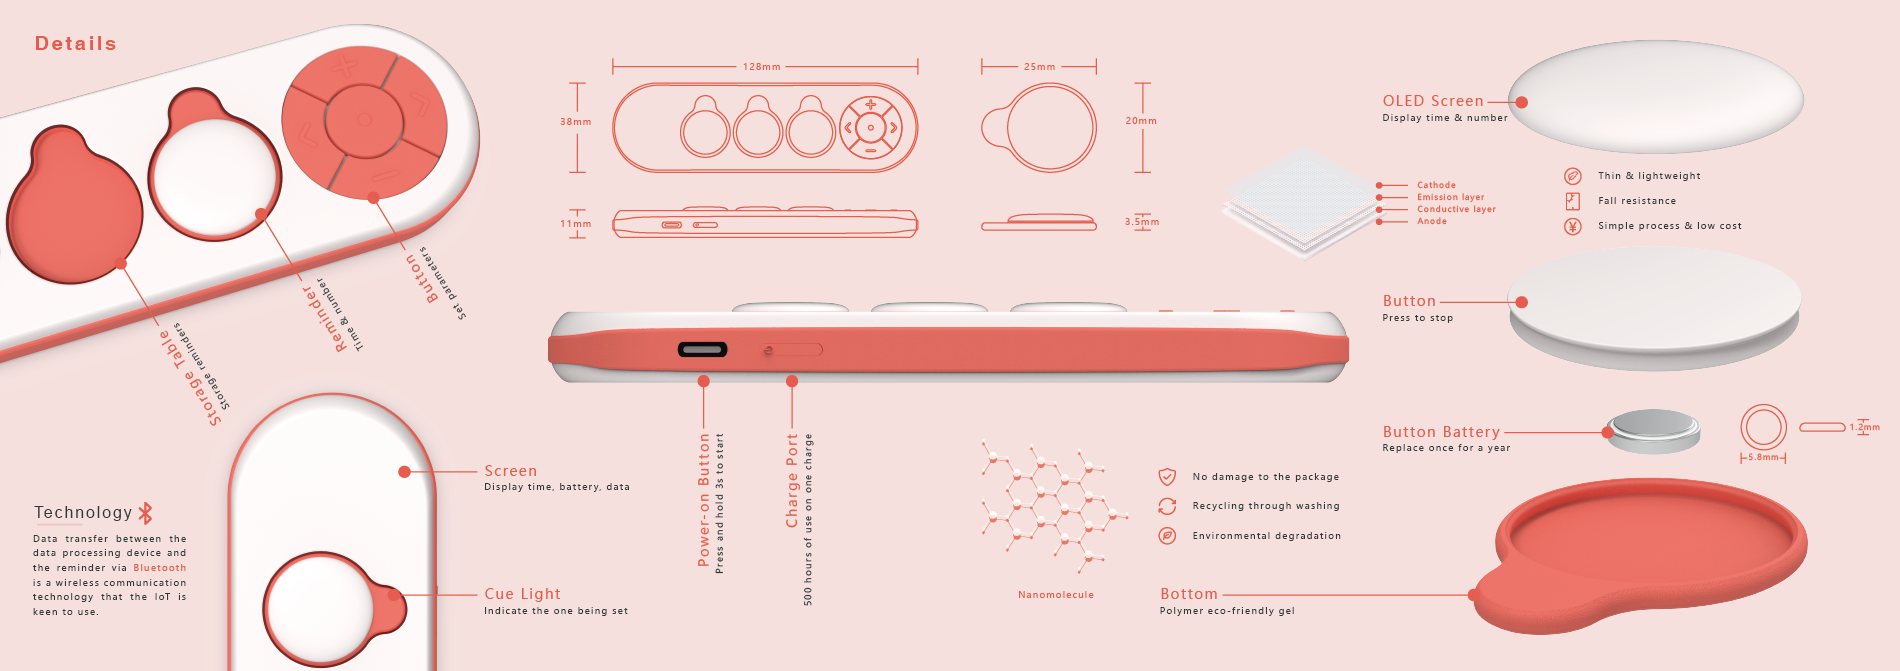 Details
Storage Table
Storage reminders
Reminder
Time & number
Button
Set parameters
128mm
38mm
11mm
25mm
20mm
3.5mm
Cathode
Emission layer
Conductive layer
Anode
OLED Screen
Display time & number
Thin & lightweight
Fall resistance
Simple process & low cost
Button
Press to stop
Button Battery
Replace once for a year
5.8mm
1.2mm
Power-on Button
Press and hold 3s to start
Charge Port
500 hours of use on one charge
Screen
Display time, battery, data
Cue Light
Indicate the one being set
Technology
Data transfer between the
data processing device and
the reminder via Bluetooth
is a wireless communication
technology that the IoT is
keen to use.
Nanomolecule
No damage to the package
Recycling through washing
Environmental degradation
Bottom
Polymer eco-friendly gel